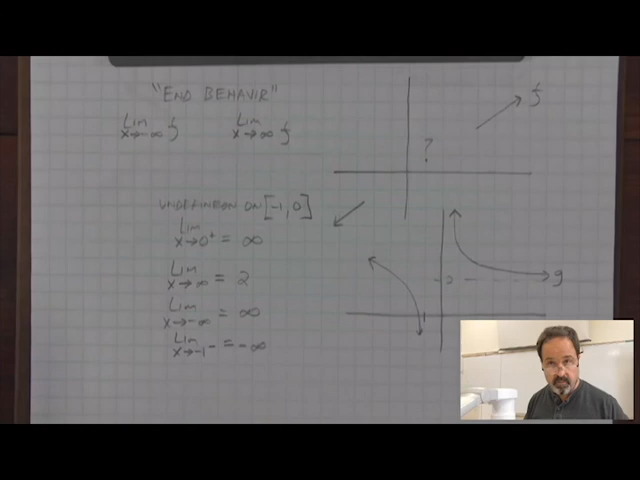 "END BEHAVIR"
Lim x→-∞ f
Lim x→∞ f
f
?
UNDEFINED ON [-1, 0]
Lim x→0⁺ = ∞
Lim x→∞ = 2
Lim x→-∞ = ∞
Lim x→-1⁻ = -∞
2
g
-1